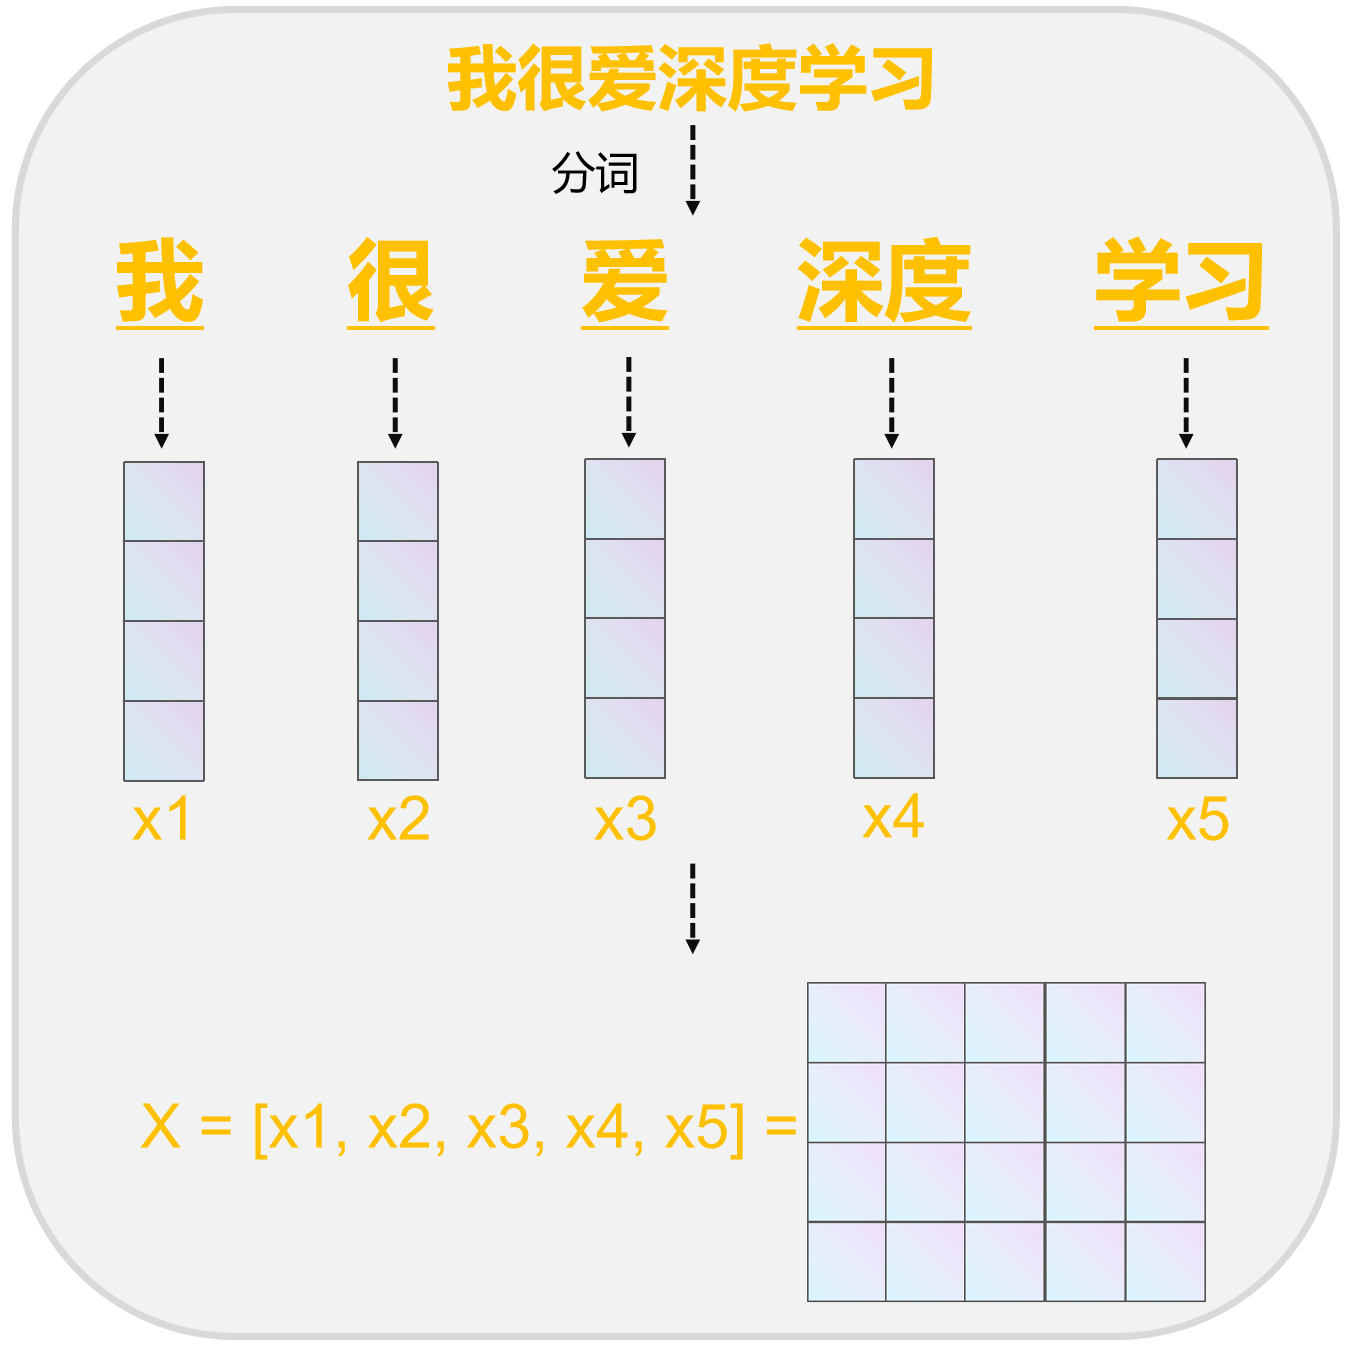 我很爱深度学习
分词
我 很 爱 深度 学习
x1 x2 x3 x4 x5
X = [x1, x2, x3, x4, x5] =